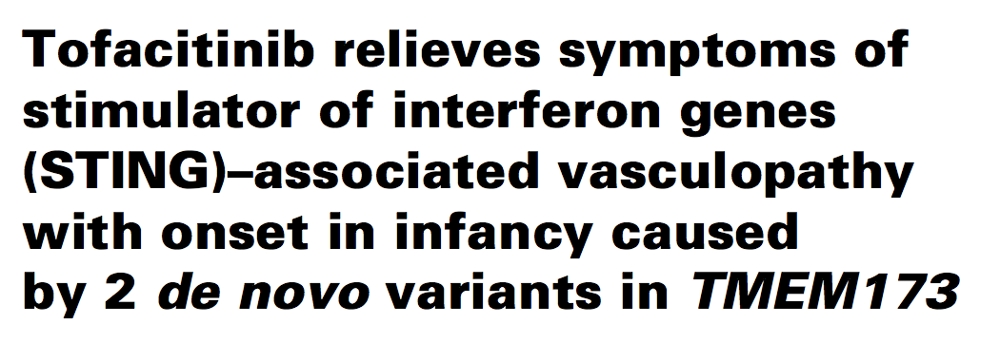 Tofacitinib relieves symptoms of
stimulator of interferon genes
(STING)–associated vasculopathy
with onset in infancy caused
by 2 de novo variants in TMEM173